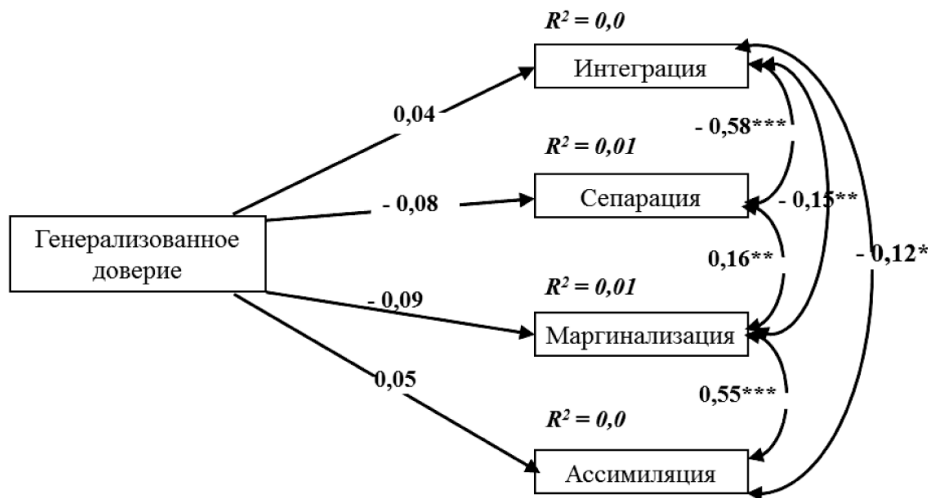 R² = 0,0
Интеграция
0,04
- 0,58***
R² = 0,01
- 0,08
Сепарация
- 0,15**
Генерализованное
доверие
0,16**
- 0,12*
R² = 0,01
- 0,09
Маргинализация
0,05
0,55***
R² = 0,0
Ассимиляция